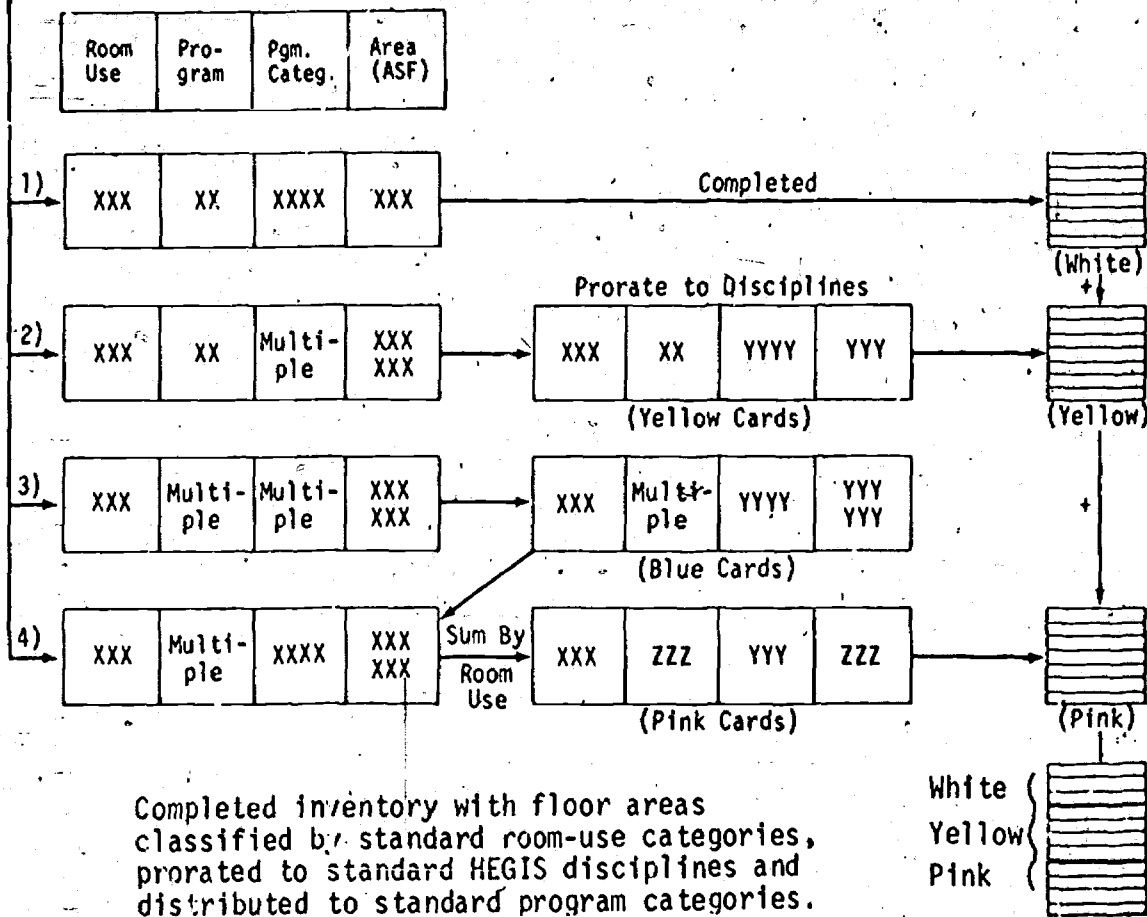 Room Use
Pro-gram
Pgm. Categ.
Area (ASF)
1)
XXX
XX
XXXX
XXX
Completed
(White)
+
Prorate to Disciplines
2)
XXX
XX
Multi-ple
XXX XXX
XXX
XX
YYYY
YYY
(Yellow Cards)
(Yellow)
+
3)
XXX
Multi-ple
Multi-ple
XXX XXX
XXX
Multi-ple
YYYY
YYY YYY
(Blue Cards)
4)
XXX
Multi-ple
XXXX
XXX XXX
Sum By
Room
Use
XXX
ZZZ
YYY
ZZZ
(Pink Cards)
(Pink)
Completed inventory with floor areas
classified by standard room-use categories,
prorated to standard HEGIS disciplines and
distributed to standard program categories.
White
Yellow
Pink